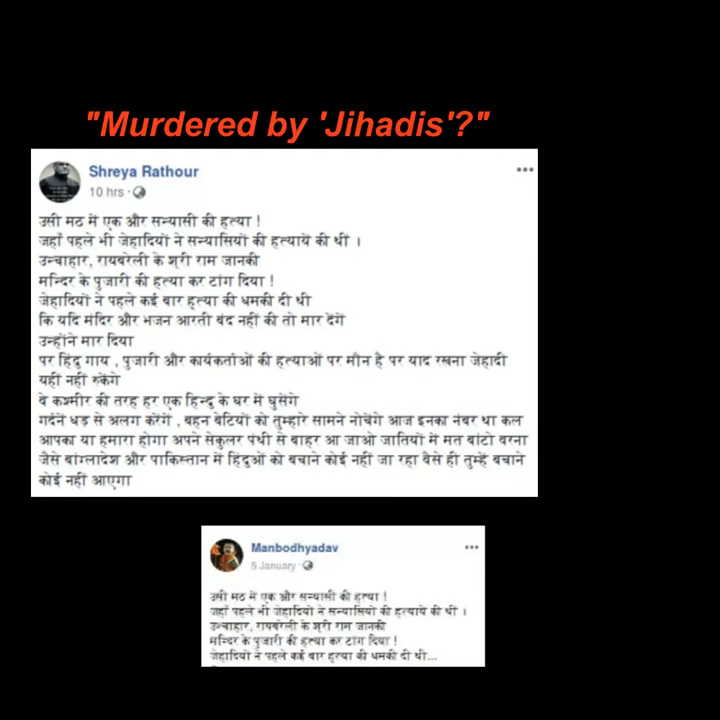 "Murdered by 'Jihadis'?"
Shreya Rathour
10 hrs ·
उसी मठ में एक और सन्यासी की हत्या !
जहाँ पहले भी जेहादियों ने सन्यासियों की हत्यायें की थीं ।
उन्चाहार, रायबरेली के श्री राम जानकी
मन्दिर के पुजारी की हत्या कर टांग दिया !
जेहादियों ने पहले कई बार हत्या की धमकी दी थी
कि यदि मंदिर और भजन आरती बंद नहीं की तो मार देंगें
उन्होंने मार दिया
पर हिंदु गाय , पुजारी और कार्यकर्ताओं की हत्याओं पर मौन है पर याद रखना जेहादी
यहीं नहीं रुकेंगे
वे कश्मीर की तरह हर एक हिन्दु के घर में घुसेंगे
गर्दनें धड़ से अलग करेंगें , बहन बेटियों को तुम्हारे सामने नोचेंगे आज इनका नंबर था कल
आपका या हमारा होगा अपने सेकुलर पंथी से बाहर आ जाओ जातियों में मत बांटो वरना
जैसे बांग्लादेश और पाकिस्तान में हिंदुओं को बचाने कोई नहीं जा रहा वैसे ही तुम्हें बचाने
कोई नहीं आएगा
Manbodhyadav
5 January ·
उसी मठ में एक और सन्यासी की हत्या !
जहाँ पहले भी जेहादियों ने सन्यासियों की हत्यायें की थीं ।
उन्चाहार, रायबरेली के श्री राम जानकी
मन्दिर के पुजारी की हत्या कर टांग दिया !
जेहादियों ने पहले कई बार हत्या की धमकी दी थी...